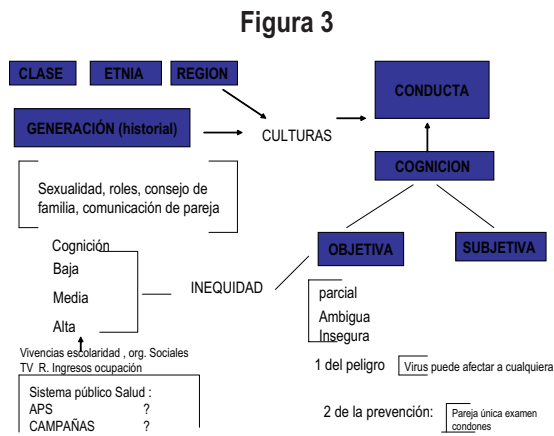 Figura 3
CLASE
ETNIA
REGION
CONDUCTA
GENERACIÓN (historial)
CULTURAS
COGNICION
Sexualidad, roles, consejo de
familia, comunicación de pareja
OBJETIVA
SUBJETIVA
Cognición
Baja
Media
Alta
INEQUIDAD
parcial
Ambigua
Insegura
Vivencias escolaridad , org. Sociales
TV R. Ingresos ocupación
1 del peligro
Virus puede afectar a cualquiera
Sistema público Salud :
APS ?
CAMPAÑAS ?
2 de la prevención:
Pareja única examen
condones